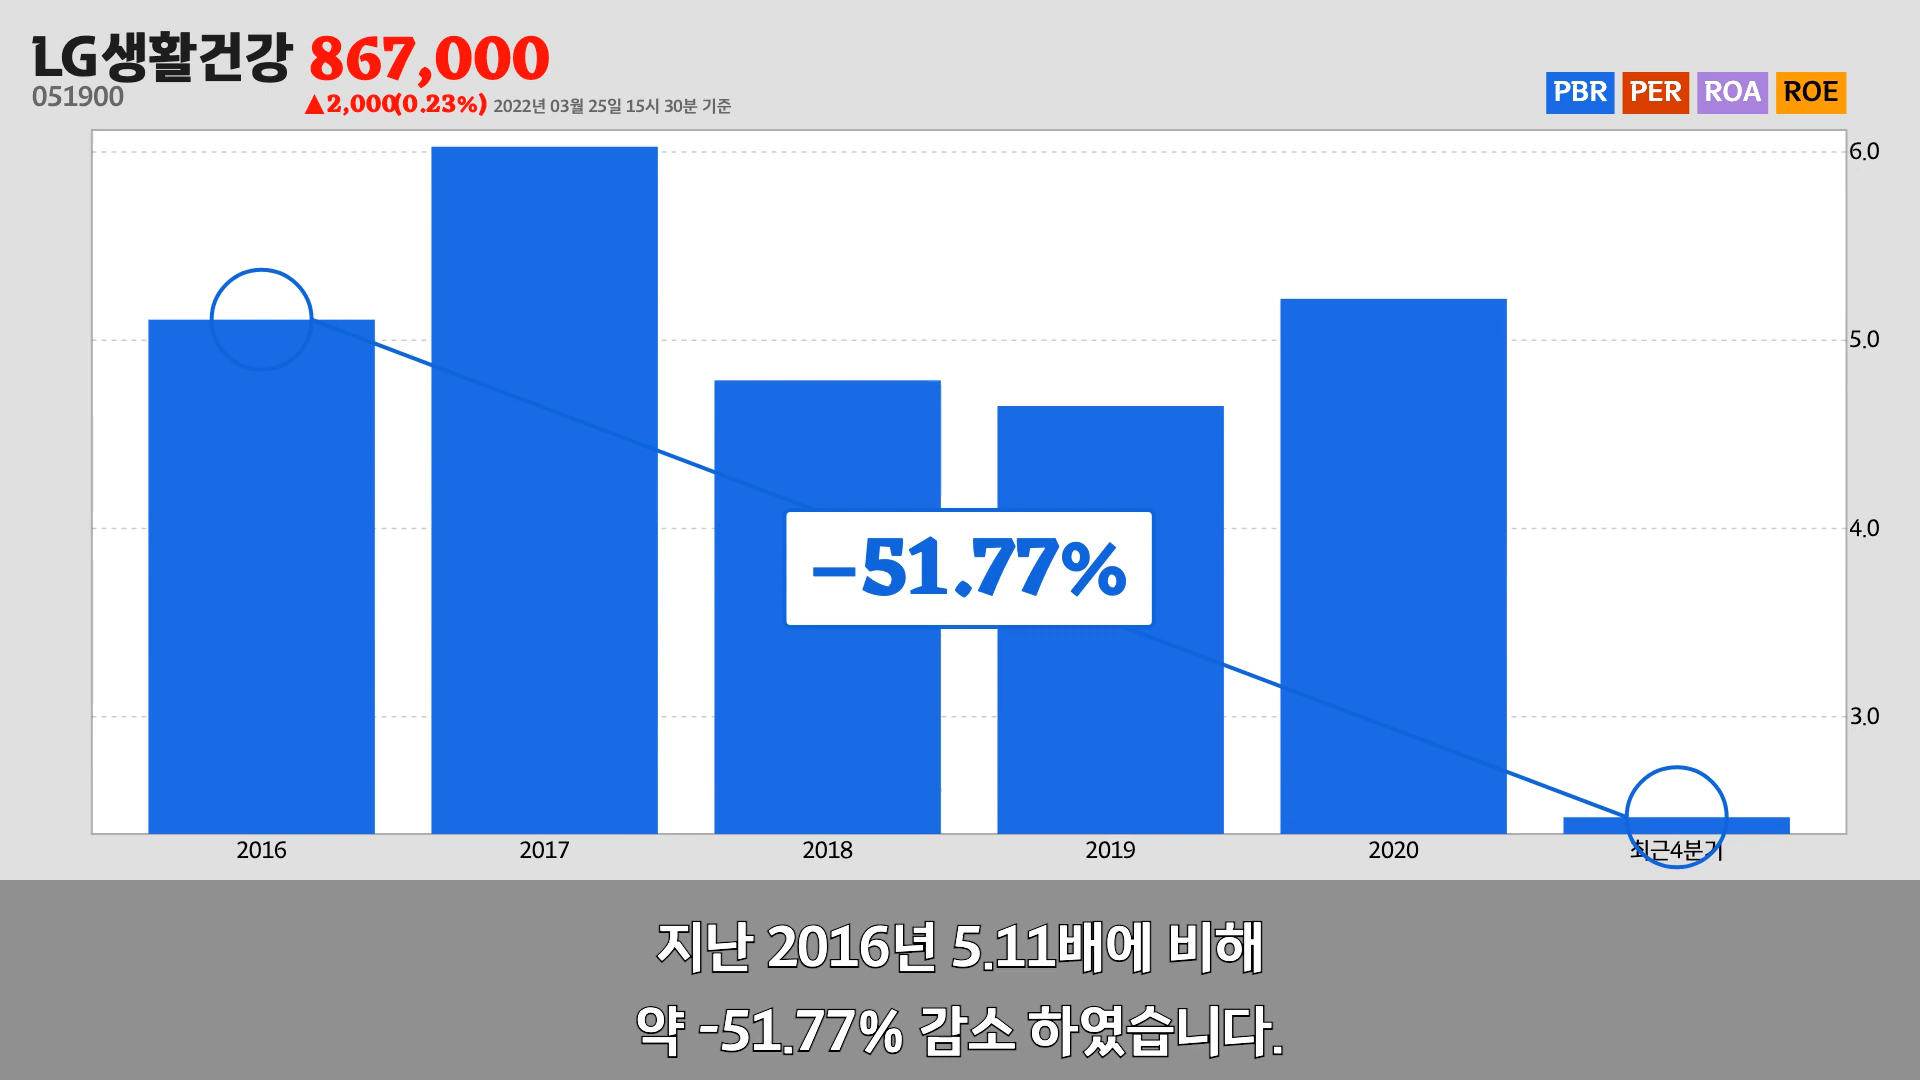 LG생활건강 867,000
051900
▲2,000(0.23%) 2022년 03월 25일 15시 30분 기준
PBR PER ROA ROE
6.0
5.0
4.0
3.0
-51.77%
2016 2017 2018 2019 2020 최근4분기
지난 2016년 5.11배에 비해
약 -51.77% 감소 하였습니다.